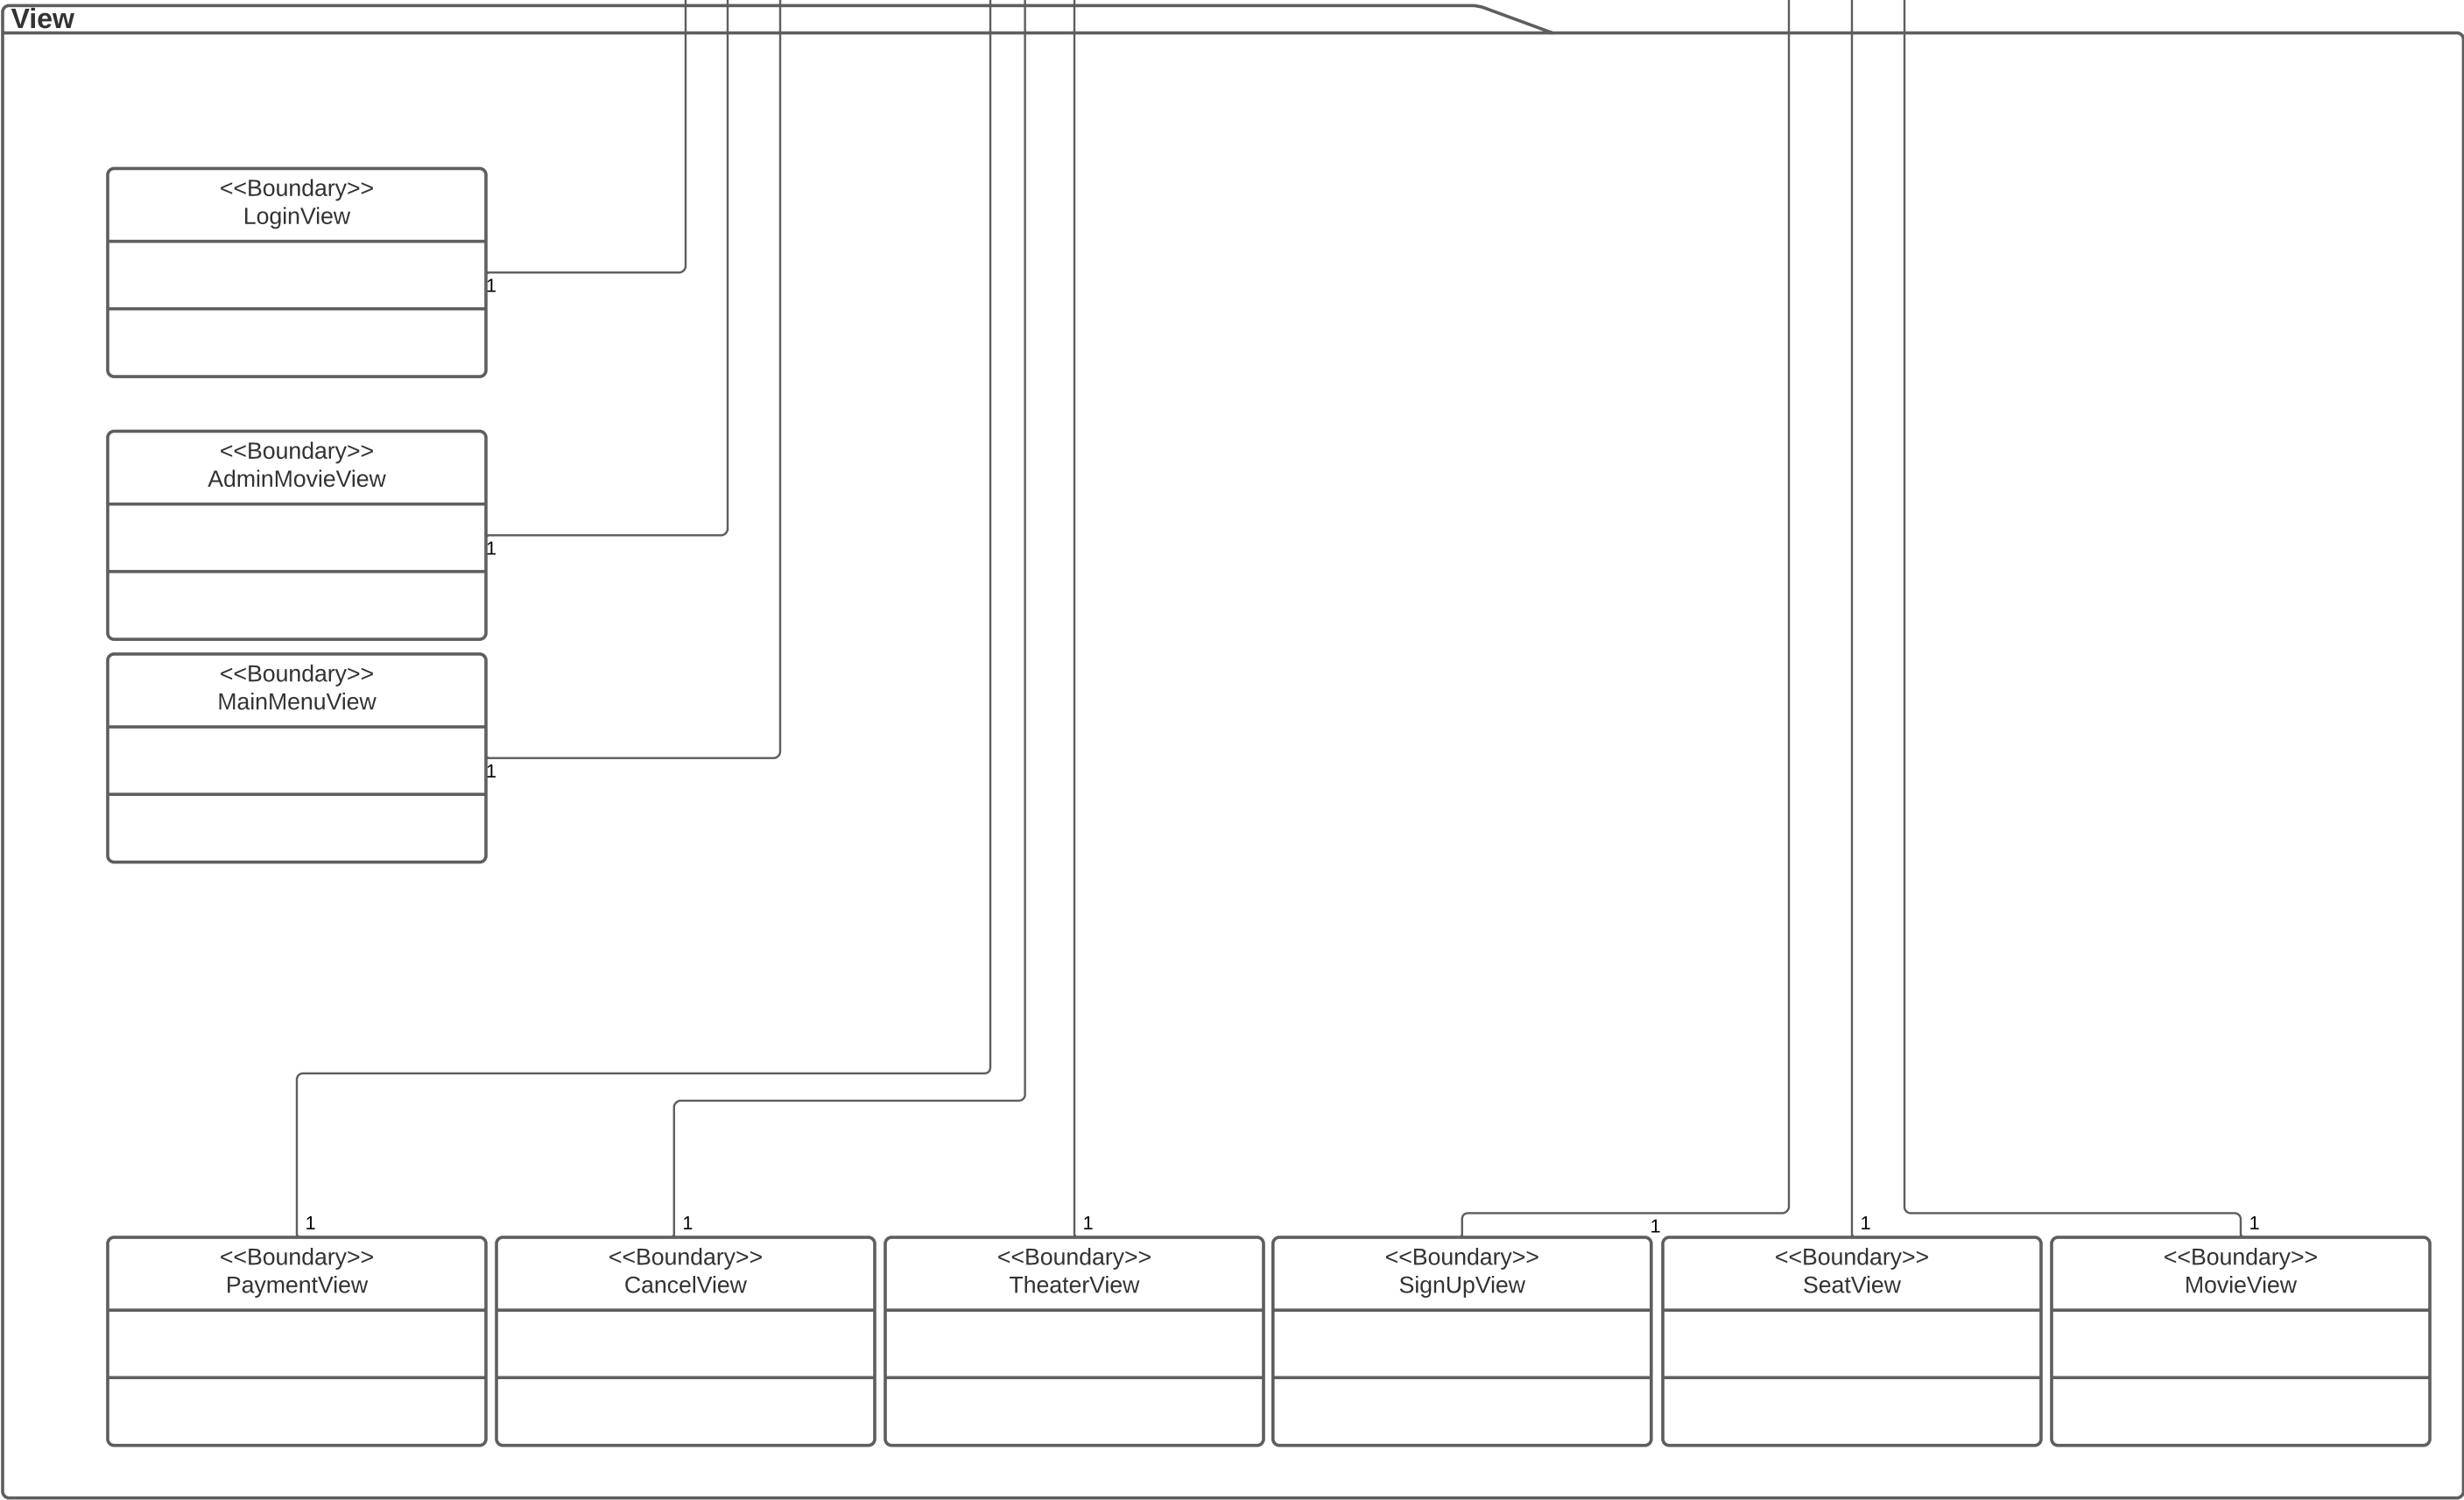 View
<<Boundary>>
LoginView
1
<<Boundary>>
AdminMovieView
1
<<Boundary>>
MainMenuView
1
1
1
1
1
1
1
<<Boundary>>
PaymentView
<<Boundary>>
CancelView
<<Boundary>>
TheaterView
<<Boundary>>
SignUpView
<<Boundary>>
SeatView
<<Boundary>>
MovieView